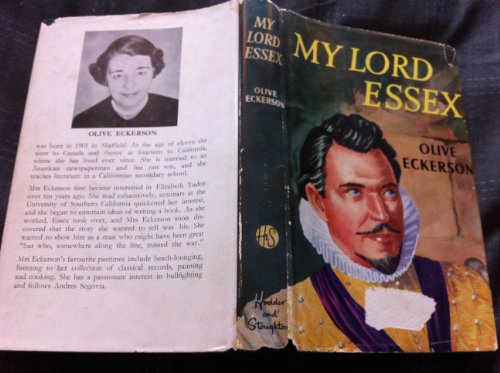 OLIVE ECKERSON
was born in 1901 in Sheffield. At the age of eleven she
went to Canada and thence at fourteen to California
where she has lived ever since. She is married to an
American newspaperman and has one son, and she
teaches literature in a Californian secondary school.
Mrs Eckerson first became interested in Elizabeth Tudor
over ten years ago. She read exhaustively, seminars at the
University of Southern California quickened her interest,
and she began to entertain ideas of writing a book. As she
worked, Essex took over, and Mrs Eckerson soon dis-
covered that the story she wanted to tell was his. She
wanted to show him as a man who might have been great
"but who, somewhere along the line, missed the way."
Mrs Eckerson's favourite pastimes include beach-lounging,
listening to her collection of classical records, painting
and cooking. She has a passionate interest in bullfighting
and follows Andres Segovia.
MY
LORD
ESSEX
OLIVE
ECKERSON
H&S
Hodder
and
Stoughton
MY LORD
ESSEX
OLIVE
ECKERSON